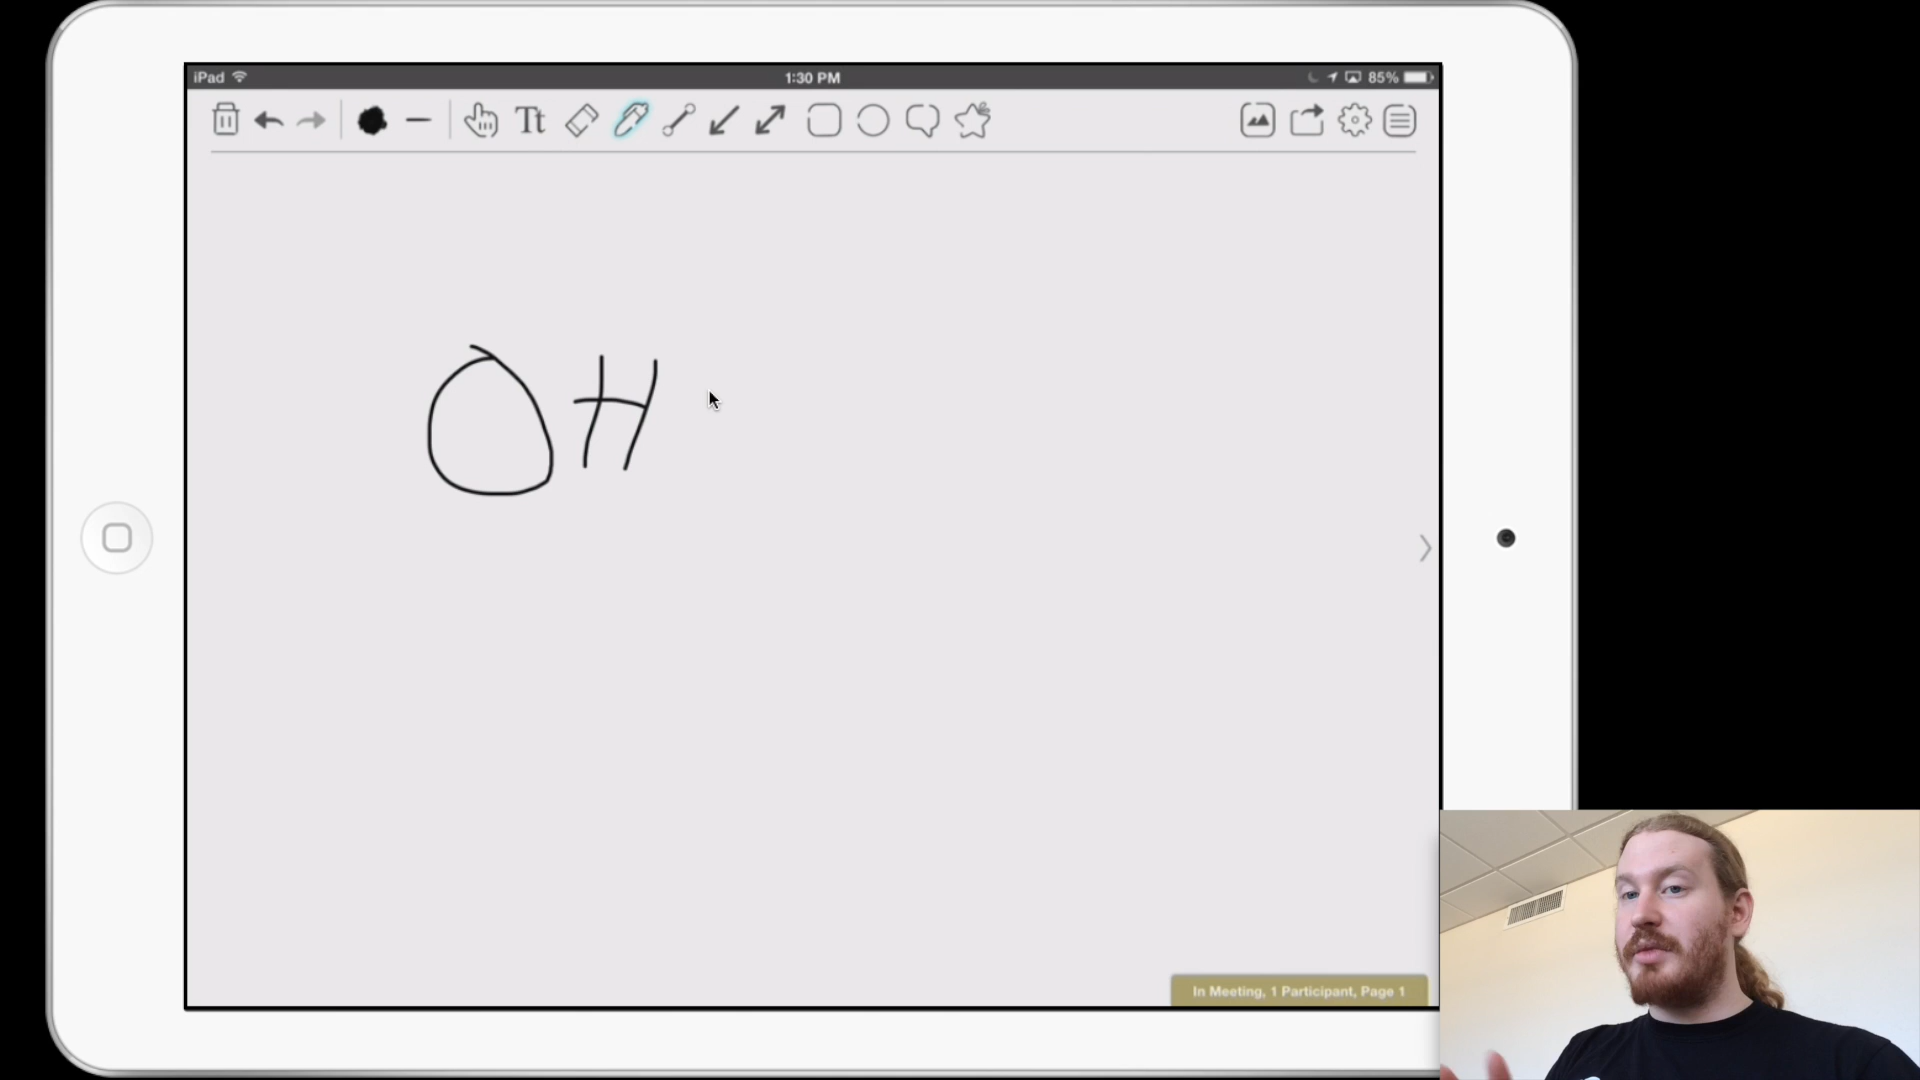 iPad 1:30 PM 85%
Tt
OH
In Meeting, 1 Participant, Page 1